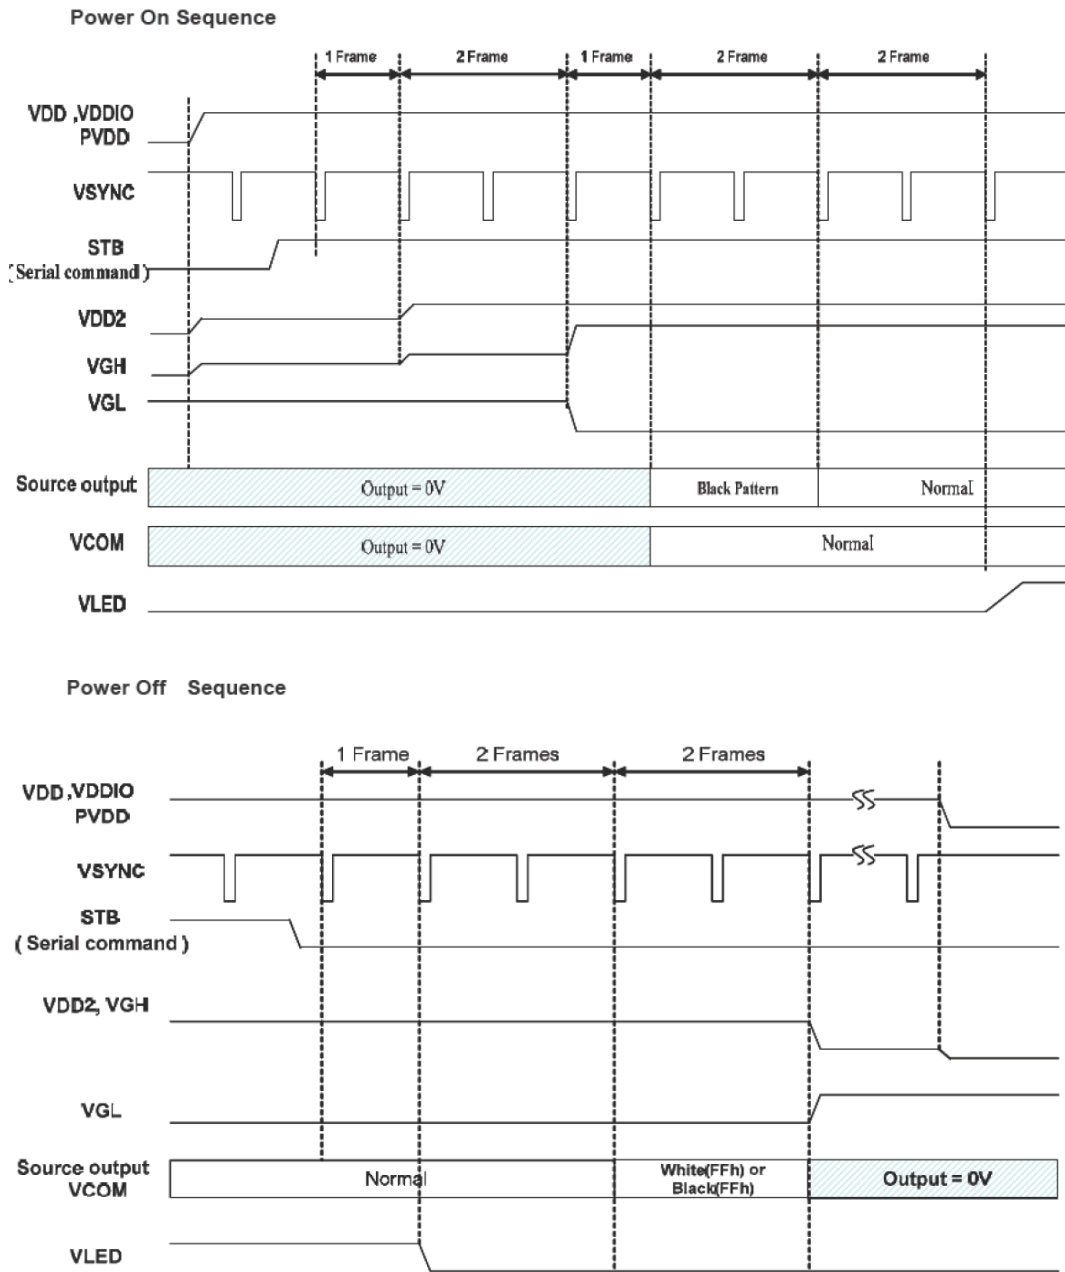 Power On Sequence
1 Frame 2 Frame 1 Frame 2 Frame 2 Frame
VDD ,VDDIO
PVDD
VSYNC
STB
( Serial command )
VDD2
VGH
VGL
Source output Output = 0V Black Pattern Normal
VCOM Output = 0V Normal
VLED
Power Off Sequence
1 Frame 2 Frames 2 Frames
VDD ,VDDIO
PVDD
VSYNC
STB
( Serial command )
VDD2, VGH
VGL
Source output
VCOM
Normal
White(FFh) or
Black(FFh)
Output = 0V
VLED